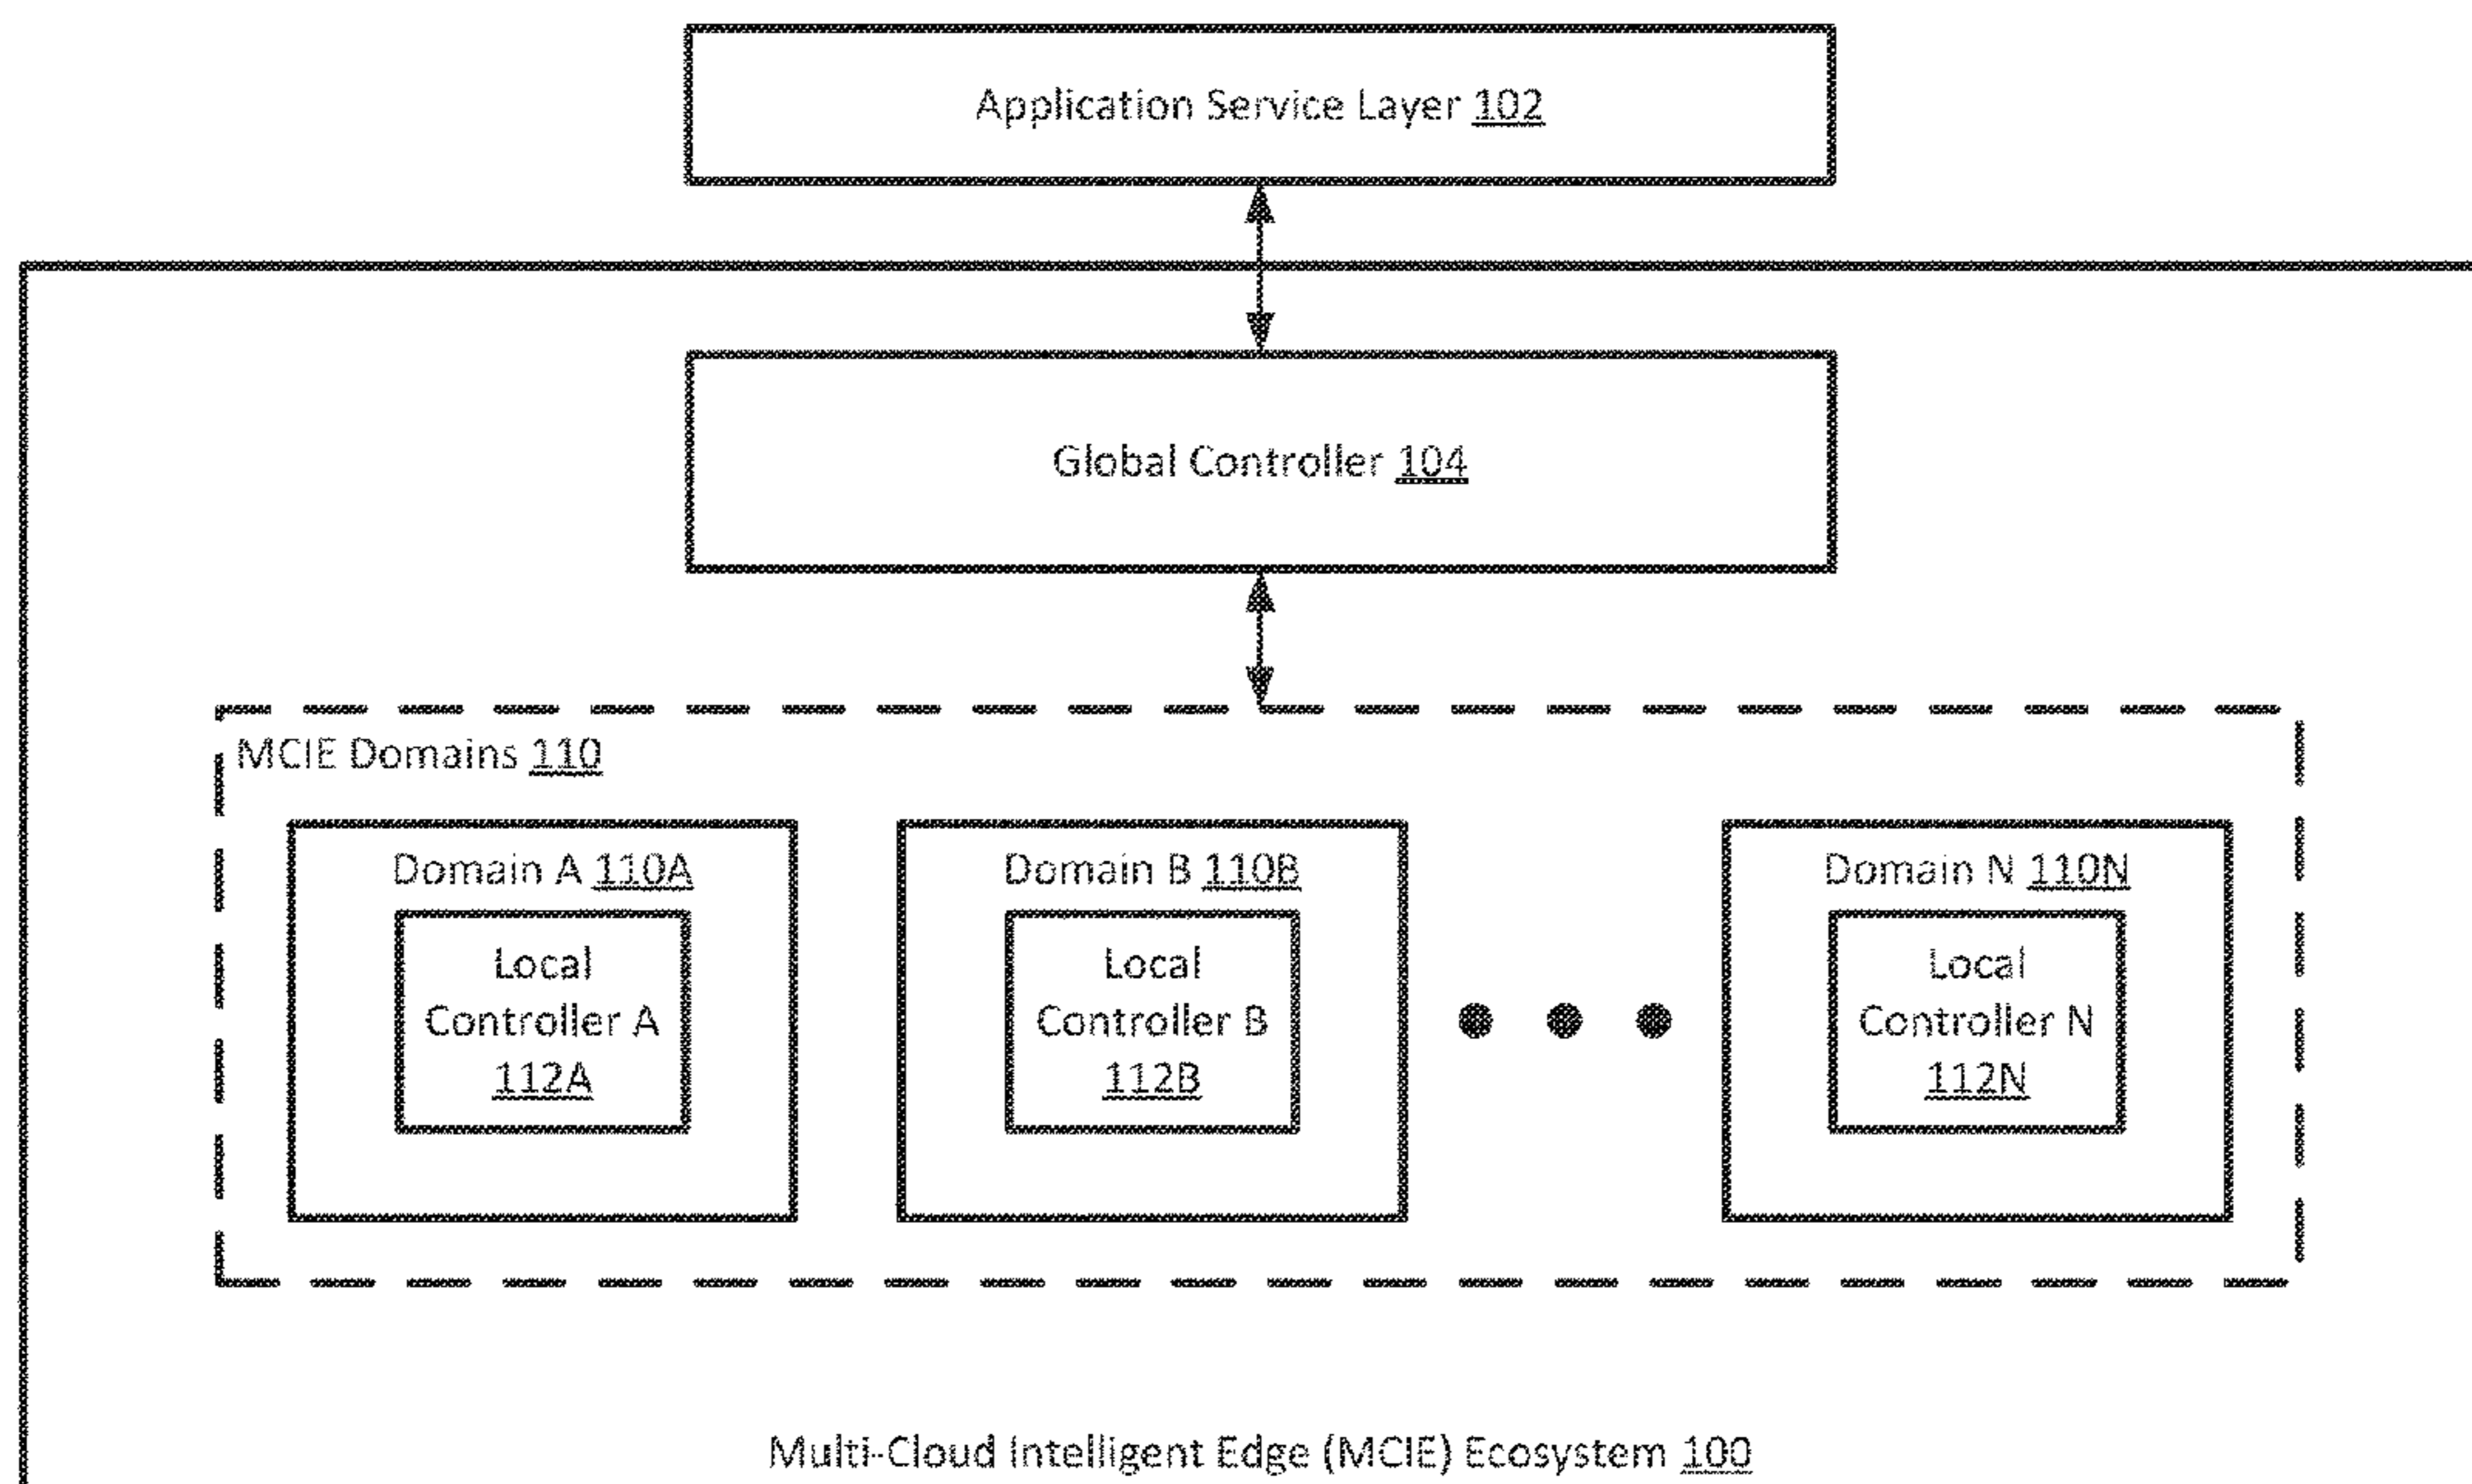 Application Service Layer 102
Global Controller 104
MCIE Domains 110
Domain A 110A
Local
Controller A
112A
Domain B 110B
Local
Controller B
112B
Domain N 110N
Local
Controller N
112N
Multi-Cloud Intelligent Edge (MCIE) Ecosystem 100